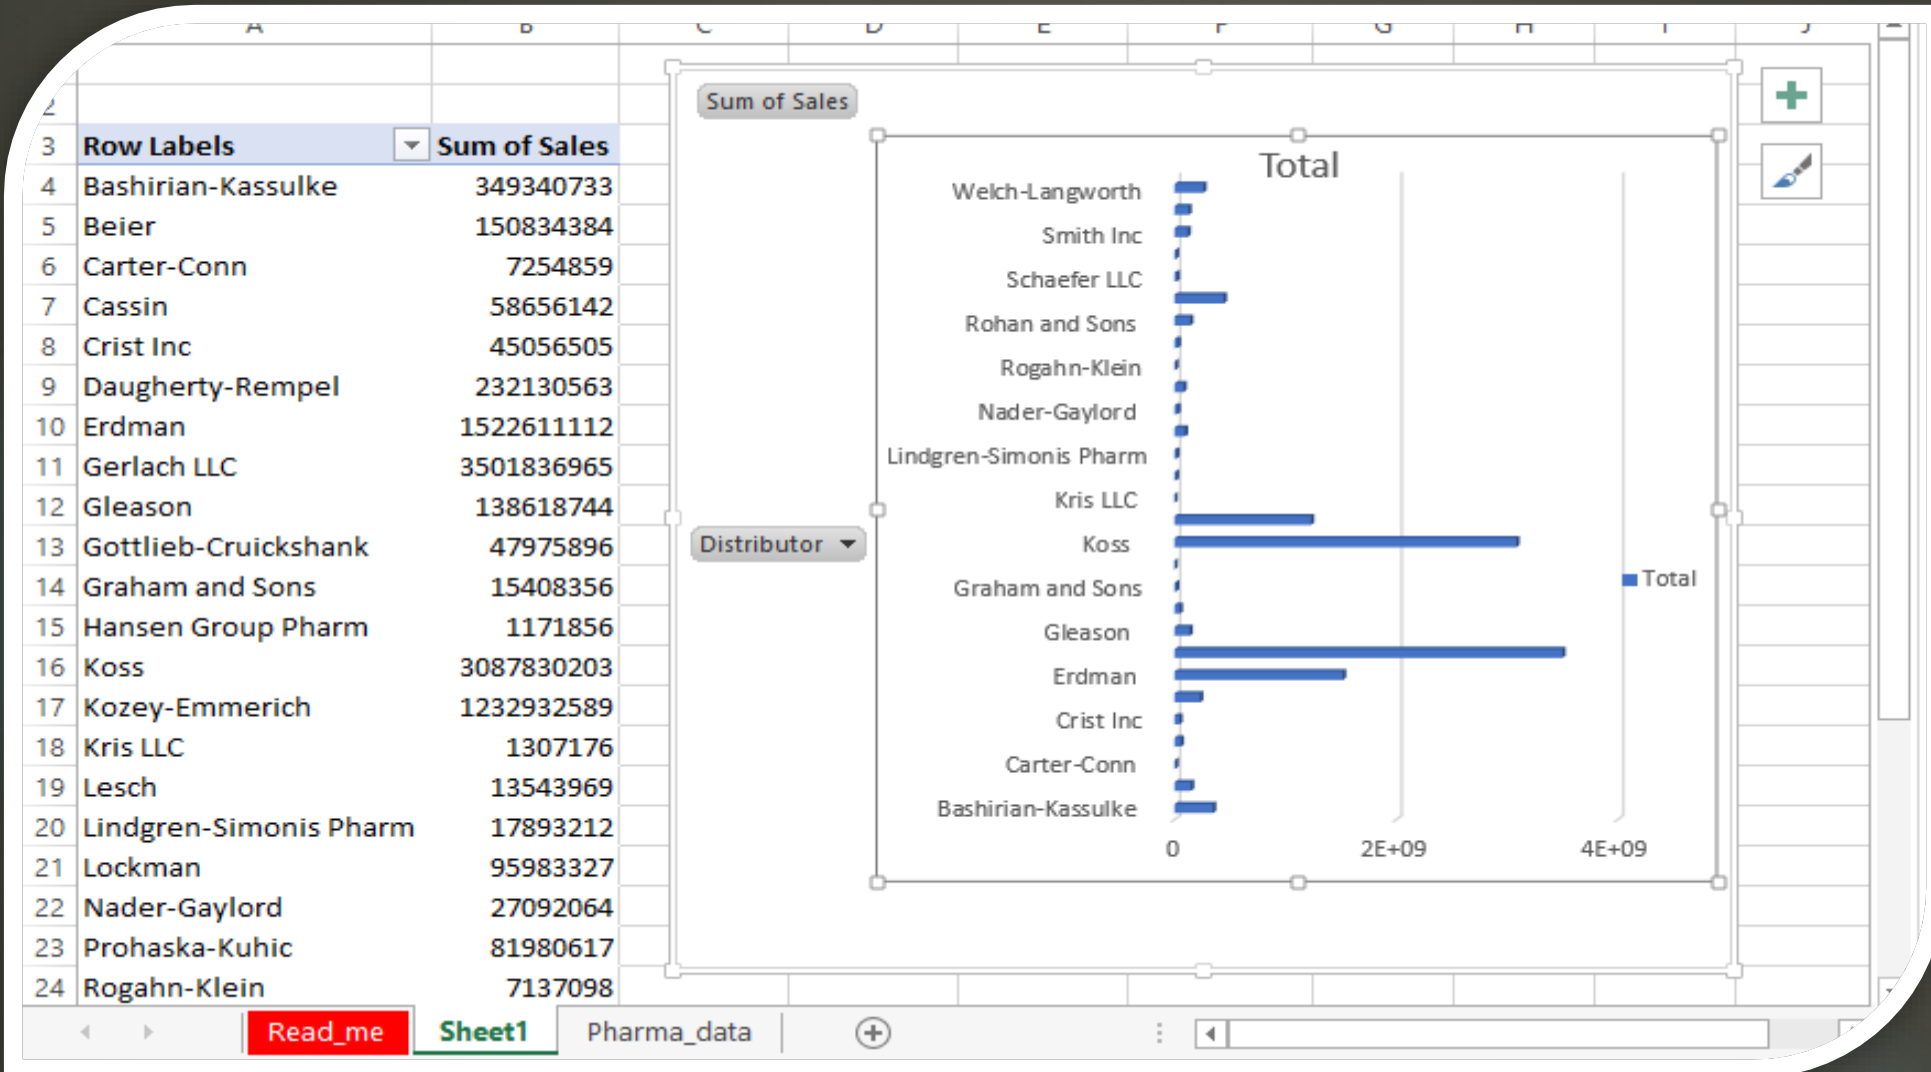 A B C D E F G H I J
2
3 Row Labels Sum of Sales
4 Bashirian-Kassulke 349340733
5 Beier 150834384
6 Carter-Conn 7254859
7 Cassin 58656142
8 Crist Inc 45056505
9 Daugherty-Rempel 232130563
10 Erdman 1522611112
11 Gerlach LLC 3501836965
12 Gleason 138618744
13 Gottlieb-Cruickshank 47975896
14 Graham and Sons 15408356
15 Hansen Group Pharm 1171856
16 Koss 3087830203
17 Kozey-Emmerich 1232932589
18 Kris LLC 1307176
19 Lesch 13543969
20 Lindgren-Simonis Pharm 17893212
21 Lockman 95983327
22 Nader-Gaylord 27092064
23 Prohaska-Kuhic 81980617
24 Rogahn-Klein 7137098
Sum of Sales
Distributor
Total
Welch-Langworth
Smith Inc
Schaefer LLC
Rohan and Sons
Rogahn-Klein
Nader-Gaylord
Lindgren-Simonis Pharm
Kris LLC
Koss
Graham and Sons
Gleason
Erdman
Crist Inc
Carter-Conn
Bashirian-Kassulke
0 2E+09 4E+09
Total
Read_me Sheet1 Pharma_data